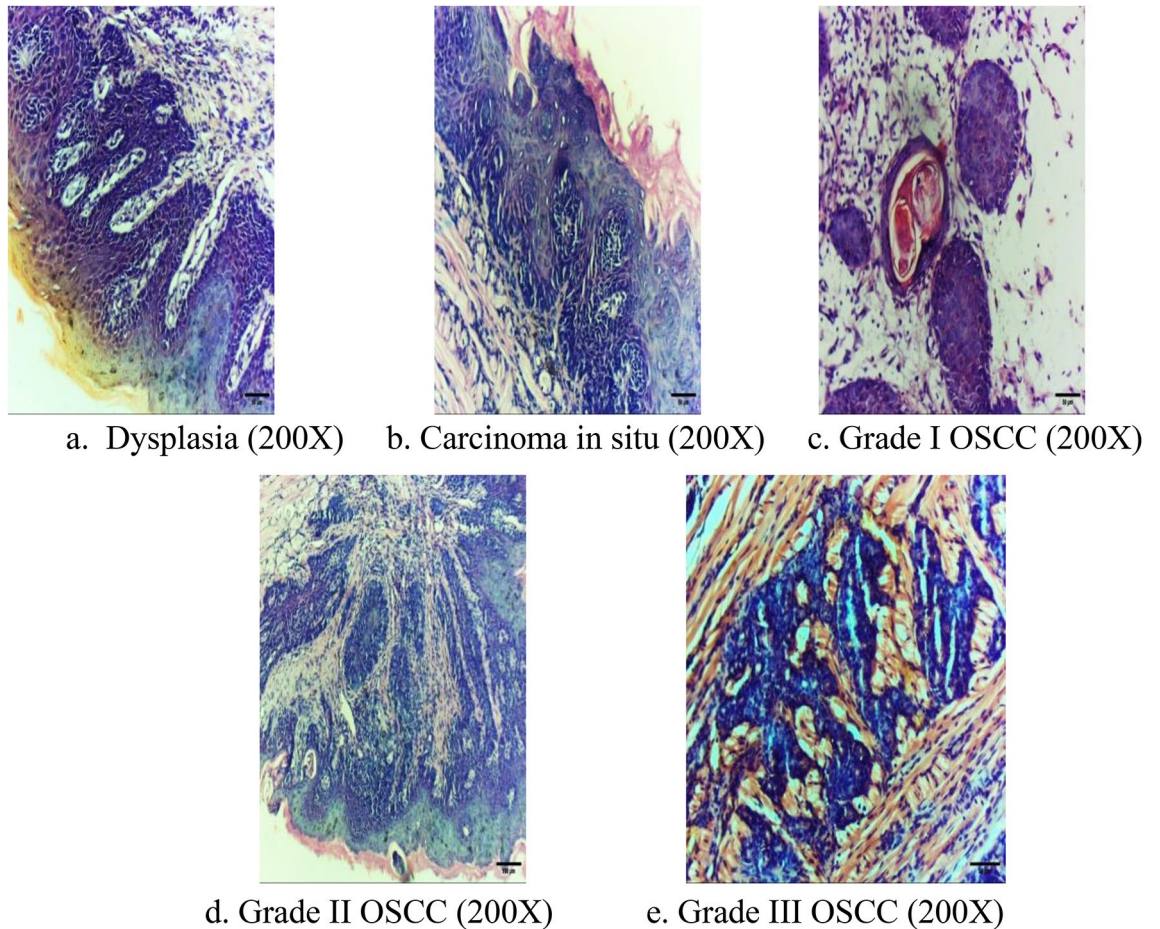 a. Dysplasia (200X)
b. Carcinoma in situ (200X)
c. Grade I OSCC (200X)
d. Grade II OSCC (200X)
e. Grade III OSCC (200X)